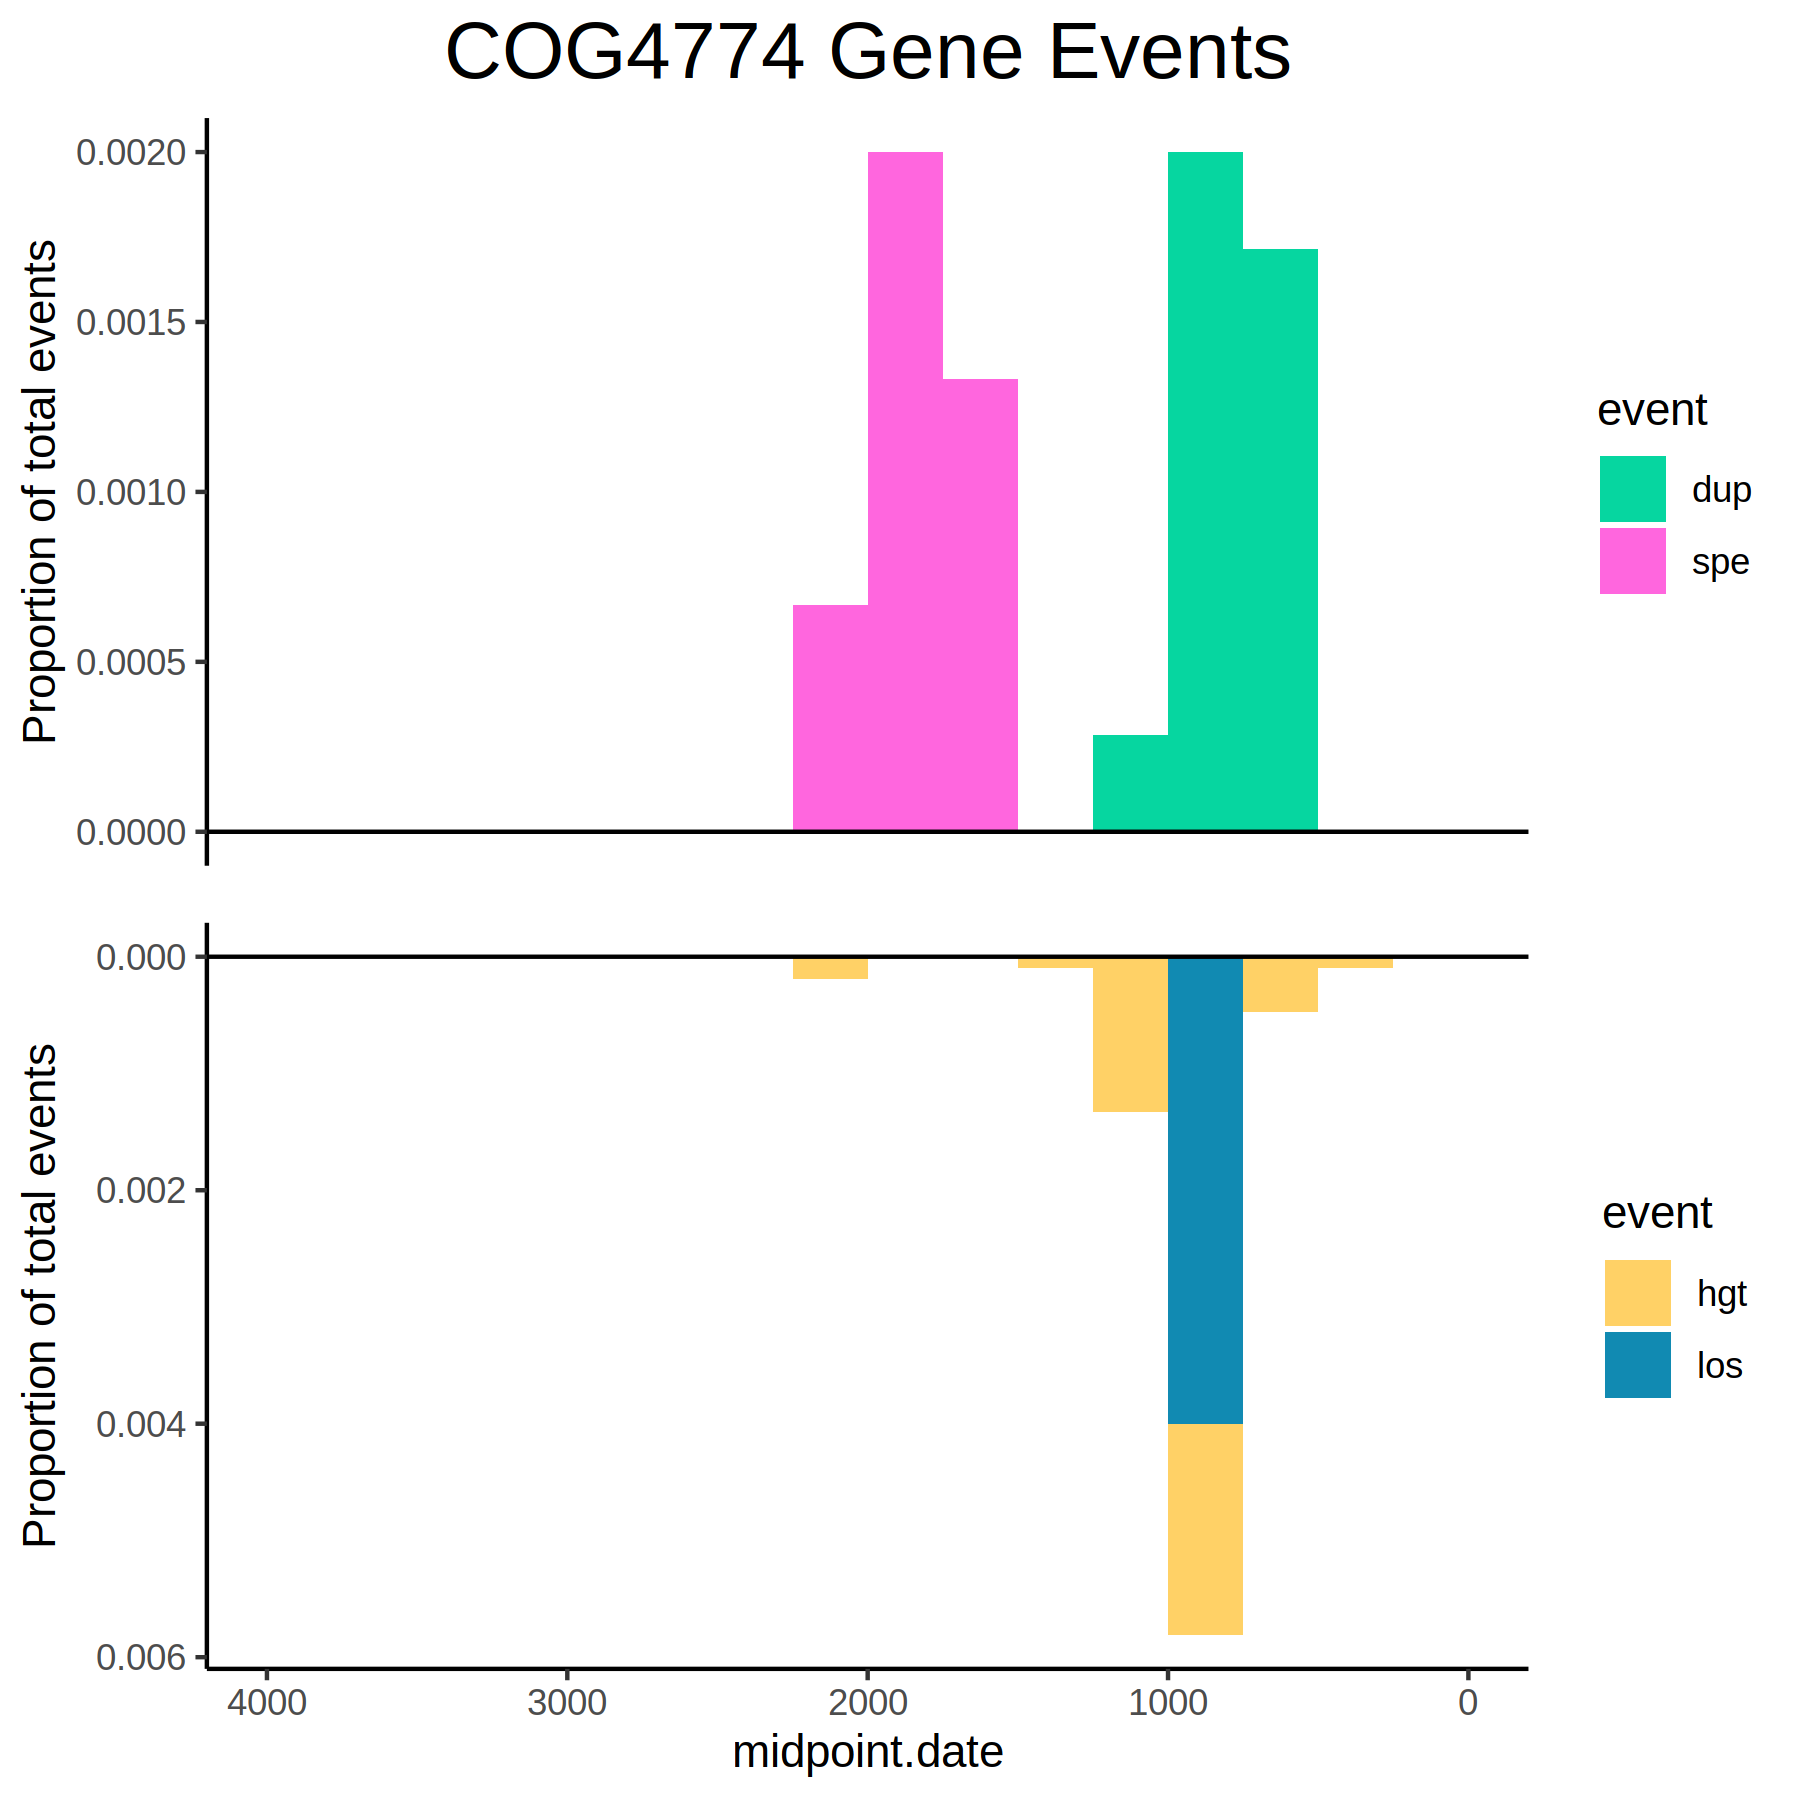 COG4774 Gene Events
Proportion of total events
0.0020
0.0015
0.0010
0.0005
0.0000
event
dup
spe
Proportion of total events
0.000
0.002
0.004
0.006
event
hgt
los
4000 3000 2000 1000 0
midpoint.date